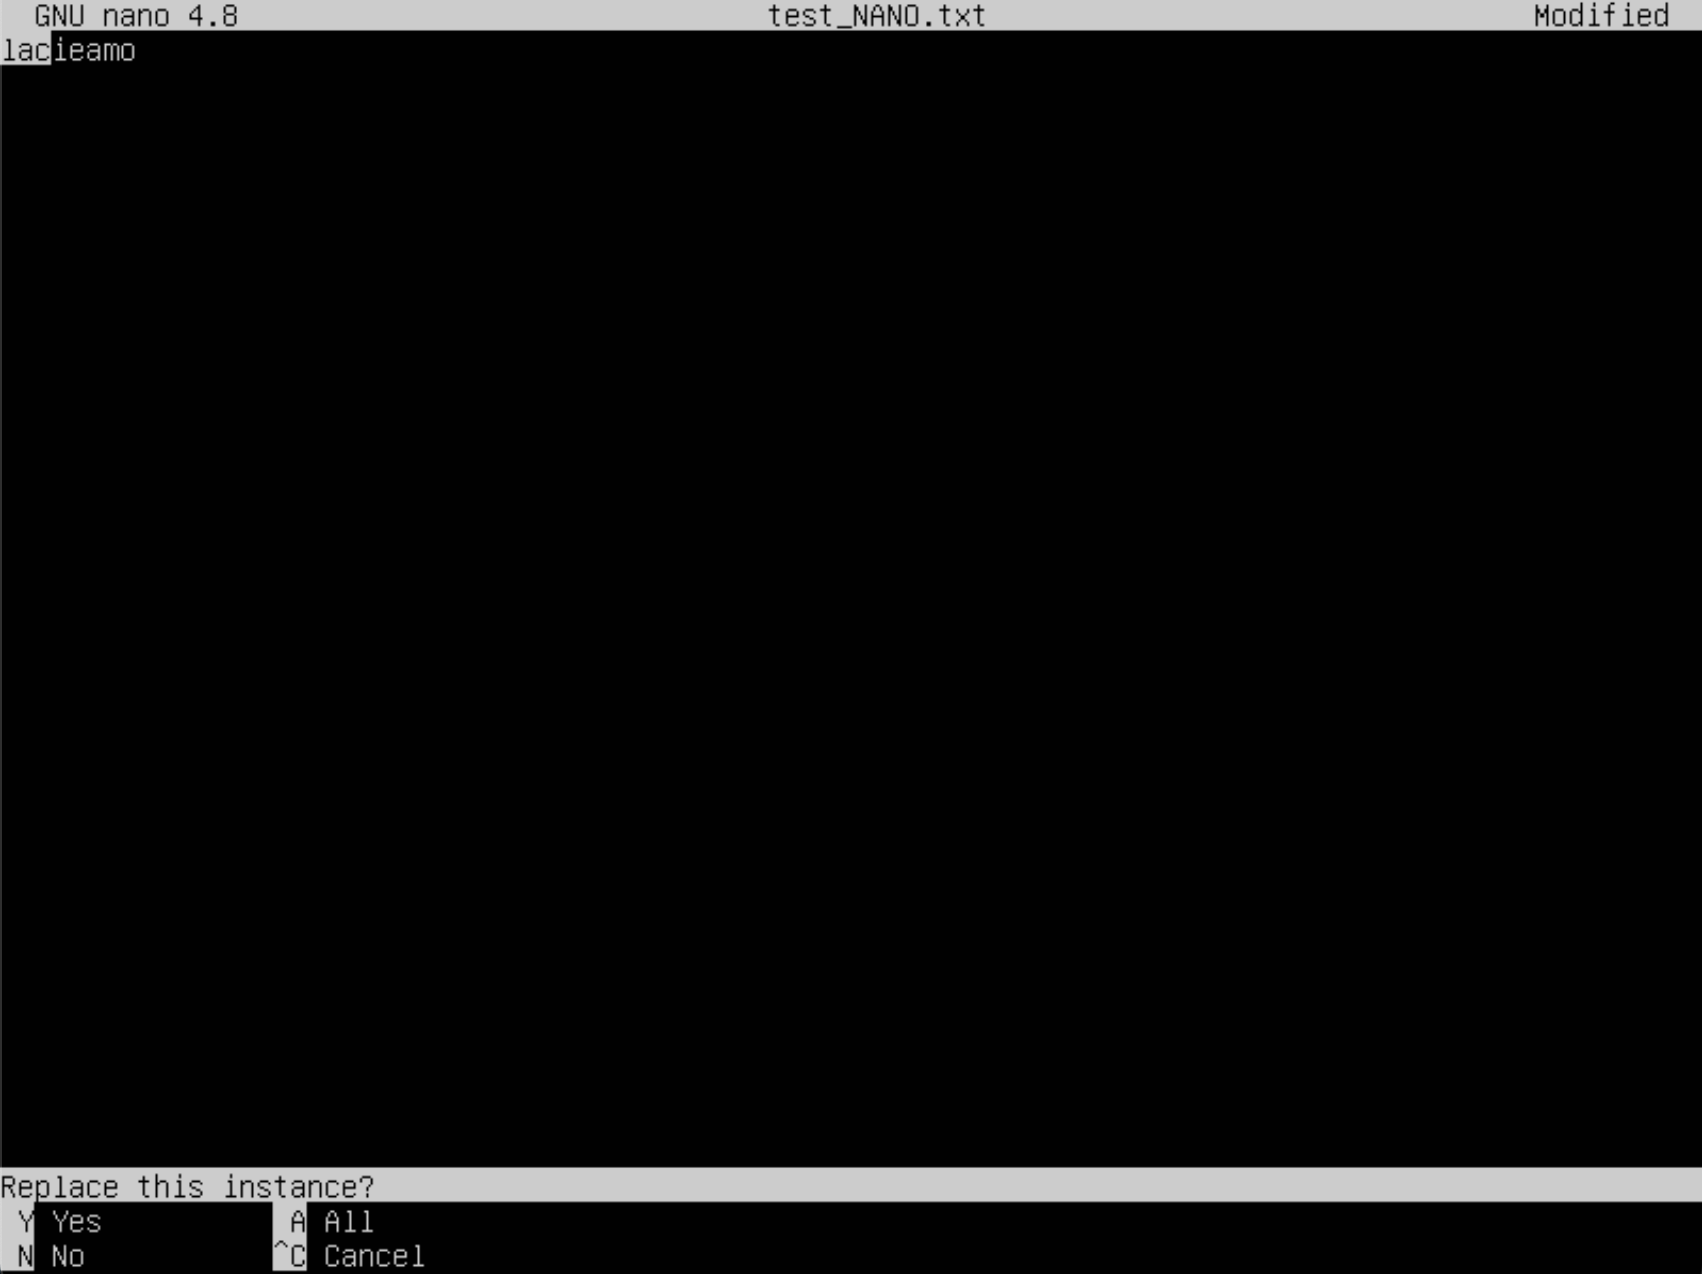 GNU nano 4.8 test_NANO.txt Modified
lacieamo
Replace this instance?
Y Yes A All
N No ^C Cancel